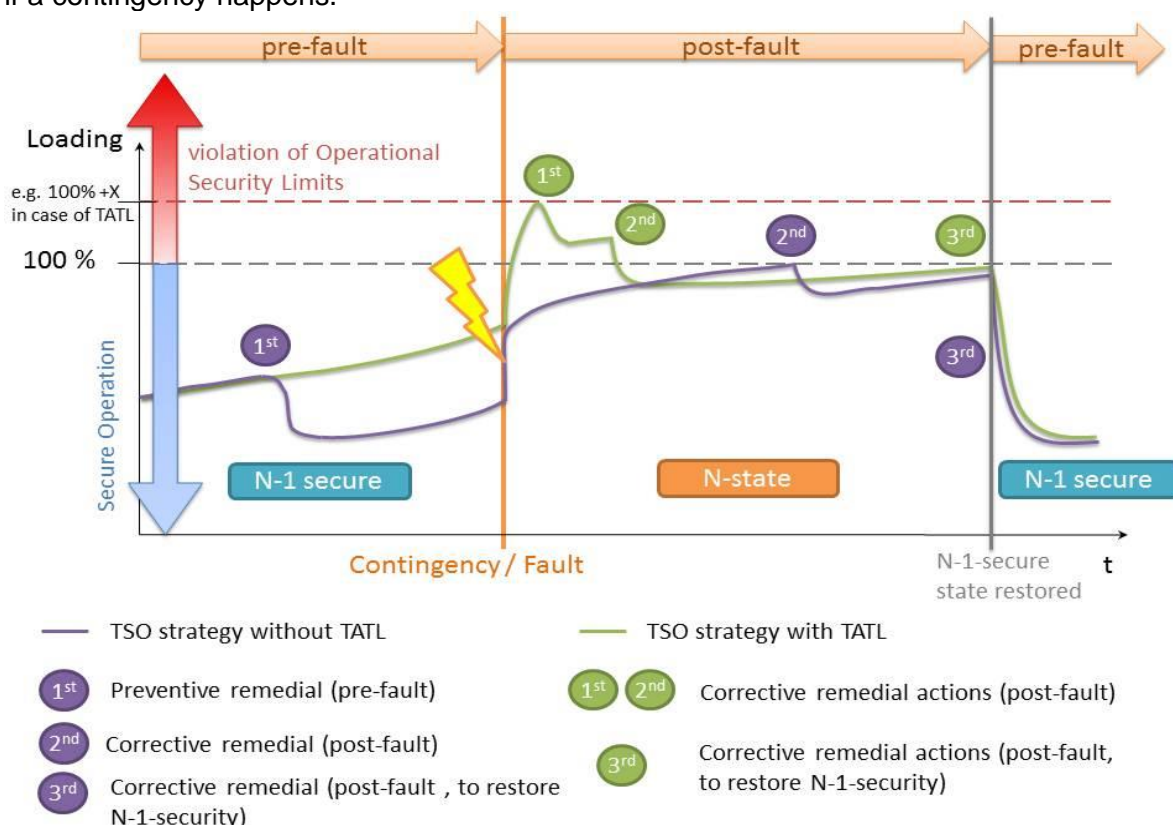 if a contingency happens.
pre-fault
post-fault
pre-fault
Loading
violation of Operational
Security Limits
e.g. 100% +X
in case of TATL
100 %
1st
2nd
2nd
3rd
1st
3rd
Secure Operation
N-1 secure
N-state
N-1 secure
Contingency / Fault
N-1-secure
state restored
t
TSO strategy without TATL
TSO strategy with TATL
1st Preventive remedial (pre-fault)
1st 2nd Corrective remedial actions (post-fault)
2nd Corrective remedial (post-fault)
3rd Corrective remedial actions (post-fault,
to restore N-1-security)
3rd Corrective remedial (post-fault , to restore
N-1-security)